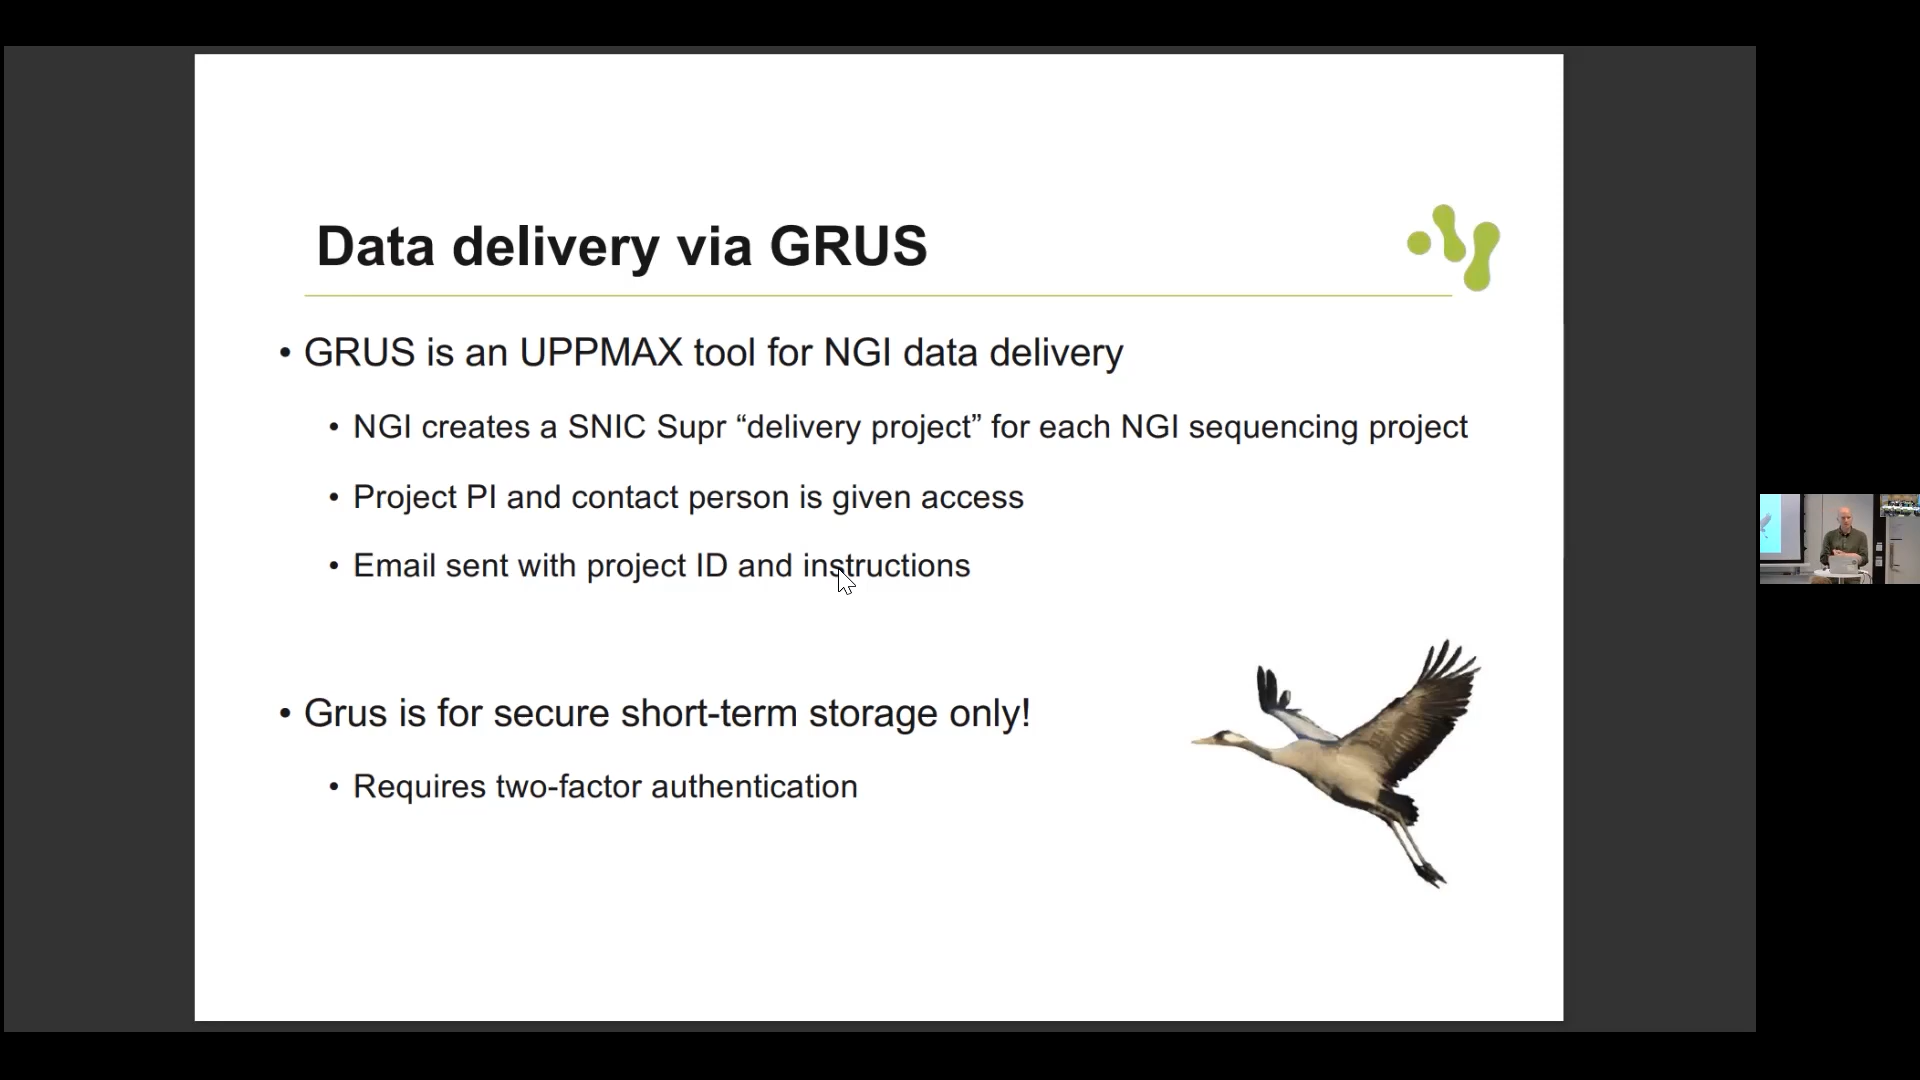 Data delivery via GRUS
• GRUS is an UPPMAX tool for NGI data delivery
• NGI creates a SNIC Supr “delivery project” for each NGI sequencing project
• Project PI and contact person is given access
• Email sent with project ID and instructions
• Grus is for secure short-term storage only!
• Requires two-factor authentication